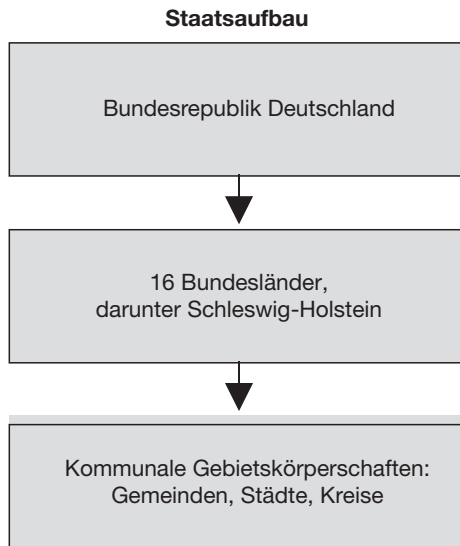 Staatsaufbau
Bundesrepublik Deutschland
16 Bundesländer,
darunter Schleswig-Holstein
Kommunale Gebietskörperschaften:
Gemeinden, Städte, Kreise